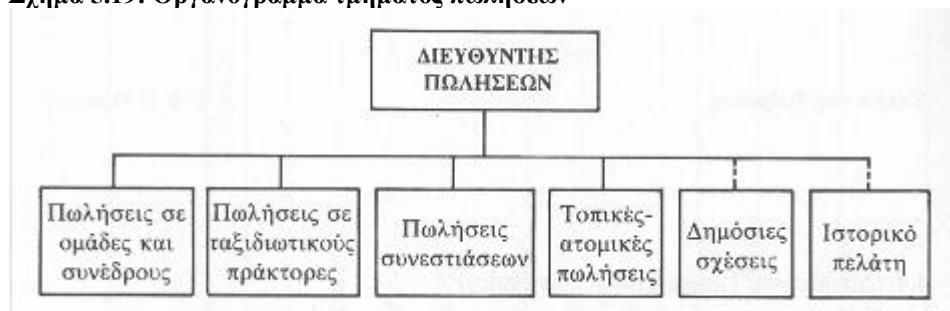 Σχήμα 3.19: Οργανόγραμμα τμήματος πωλήσεων
ΔΙΕΥΘΥΝΤΗΣ
ΠΩΛΗΣΕΩΝ
Πωλήσεις σε
ομάδες και
συνέδρους
Πωλήσεις σε
ταξιδιωτικούς
πράκτορες
Πωλήσεις
συνεστιάσεων
Τοπικές-
ατομικές
πωλήσεις
Δημόσιες
σχέσεις
Ιστορικό
πελάτη